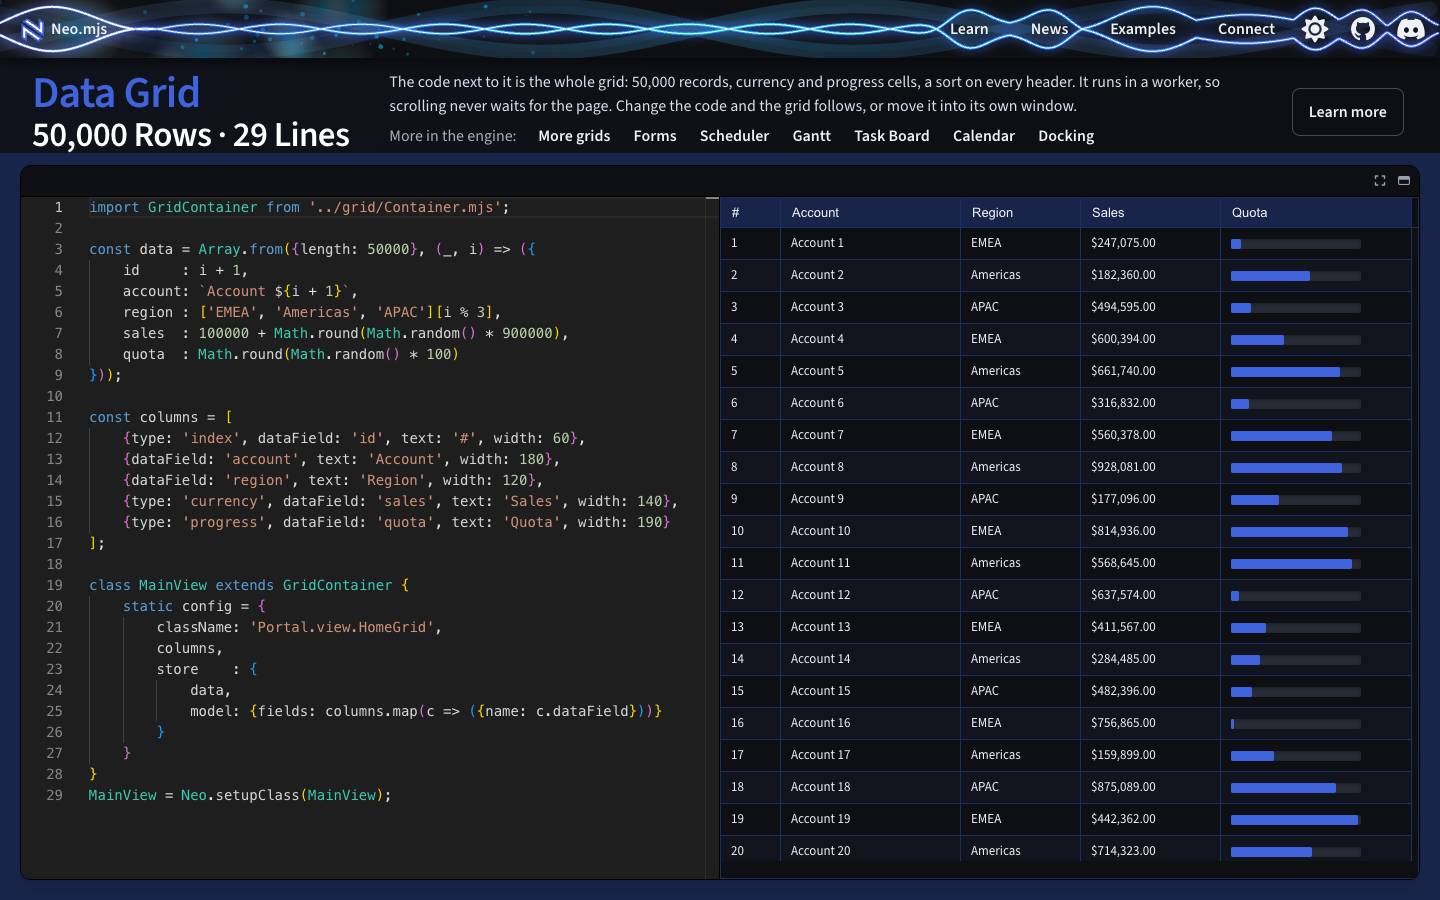 Neo.mjs
Learn News Examples Connect
Data Grid
50,000 Rows · 29 Lines
The code next to it is the whole grid: 50,000 records, currency and progress cells, a sort on every header. It runs in a worker, so
scrolling never waits for the page. Change the code and the grid follows, or move it into its own window.
More in the engine: More grids Forms Scheduler Gantt Task Board Calendar Docking
Learn more
1 import GridContainer from '../grid/Container.mjs';
2
3 const data = Array.from({length: 50000}, (_, i) => ({
4     id     : i + 1,
5     account: `Account ${i + 1}`,
6     region : ['EMEA', 'Americas', 'APAC'][i % 3],
7     sales  : 100000 + Math.round(Math.random() * 900000),
8     quota  : Math.round(Math.random() * 100)
9 }));
10
11 const columns = [
12     {type: 'index', dataField: 'id', text: '#', width: 60},
13     {dataField: 'account', text: 'Account', width: 180},
14     {dataField: 'region', text: 'Region', width: 120},
15     {type: 'currency', dataField: 'sales', text: 'Sales', width: 140},
16     {type: 'progress', dataField: 'quota', text: 'Quota', width: 190}
17 ];
18
19 class MainView extends GridContainer {
20     static config = {
21         className: 'Portal.view.HomeGrid',
22         columns,
23         store    : {
24             data,
25             model: {fields: columns.map(c => ({name: c.dataField}))}
26         }
27     }
28 }
29 MainView = Neo.setupClass(MainView);
# Account Region Sales Quota
1 Account 1 EMEA $247,075.00
2 Account 2 Americas $182,360.00
3 Account 3 APAC $494,595.00
4 Account 4 EMEA $600,394.00
5 Account 5 Americas $661,740.00
6 Account 6 APAC $316,832.00
7 Account 7 EMEA $560,378.00
8 Account 8 Americas $928,081.00
9 Account 9 APAC $177,096.00
10 Account 10 EMEA $814,936.00
11 Account 11 Americas $568,645.00
12 Account 12 APAC $637,574.00
13 Account 13 EMEA $411,567.00
14 Account 14 Americas $284,485.00
15 Account 15 APAC $482,396.00
16 Account 16 EMEA $756,865.00
17 Account 17 Americas $159,899.00
18 Account 18 APAC $875,089.00
19 Account 19 EMEA $442,362.00
20 Account 20 Americas $714,323.00